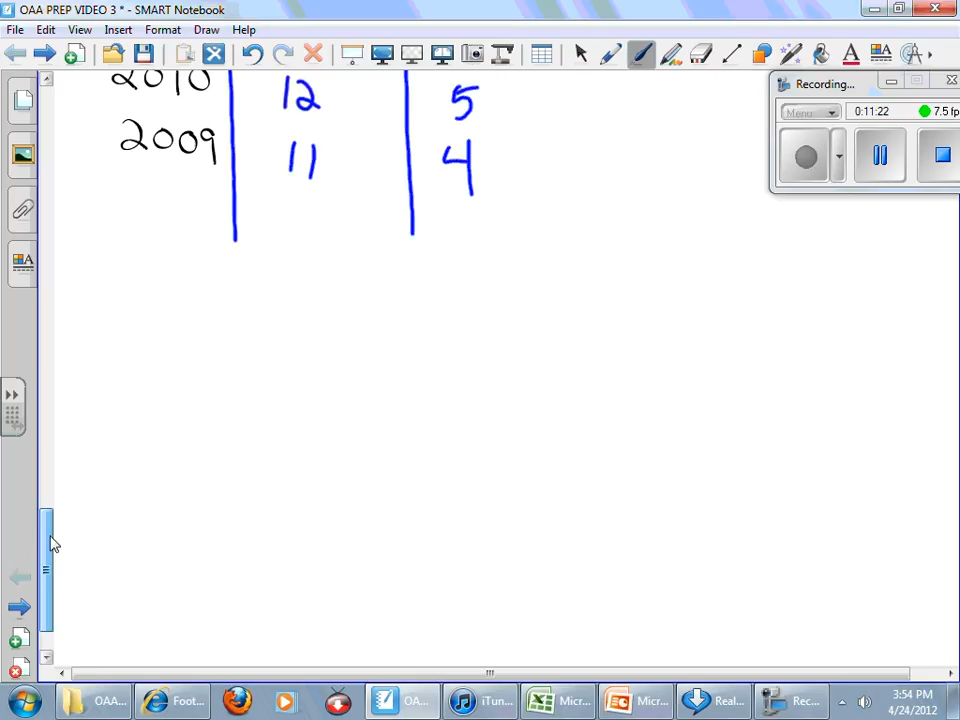 OAA PREP VIDEO 3 * - SMART Notebook
File Edit View Insert Format Draw Help
2010 12 5
2009 11 4
Recording...
Menu 0:11:22 7.5 fp
OAA... Foot... OA... iTun... Micr... Micr... Real... Rec... 3:54 PM
4/24/2012